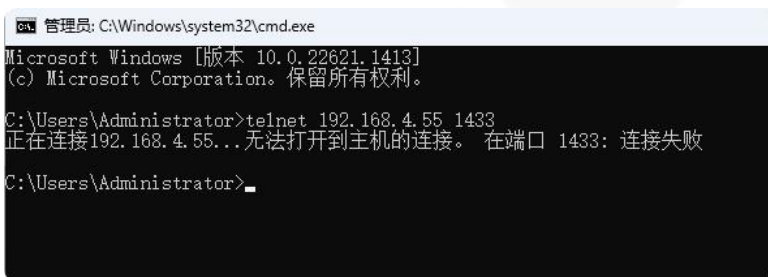 管理员: C:\Windows\system32\cmd.exe
Microsoft Windows [版本 10.0.22621.1413]
(c) Microsoft Corporation。保留所有权利。
C:\Users\Administrator>telnet 192.168.4.55 1433
正在连接192.168.4.55...无法打开到主机的连接。 在端口 1433: 连接失败
C:\Users\Administrator>